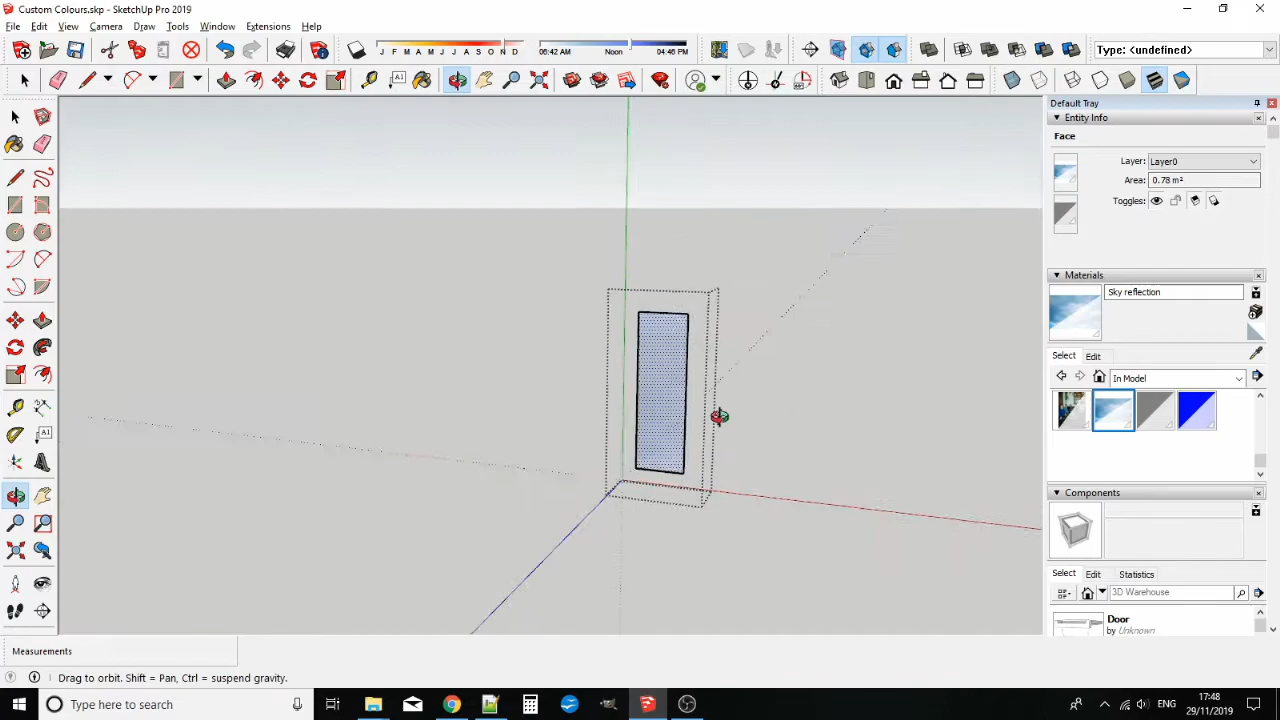 Custom Colours.skp - SketchUp Pro 2019
File Edit View Camera Draw Tools Window Extensions Help
J F M A M J J A S O N D
06:42 AM Noon 04:46 PM
Type: <undefined>
Default Tray
Entity Info
Face
Layer: Layer0
Area: 0.78 m²
Toggles:
Materials
Sky reflection
Select Edit
In Model
Components
Select Edit Statistics
3D Warehouse
Door
by Unknown
Measurements
Drag to orbit. Shift = Pan, Ctrl = suspend gravity.
Type here to search
ENG
17:48
29/11/2019